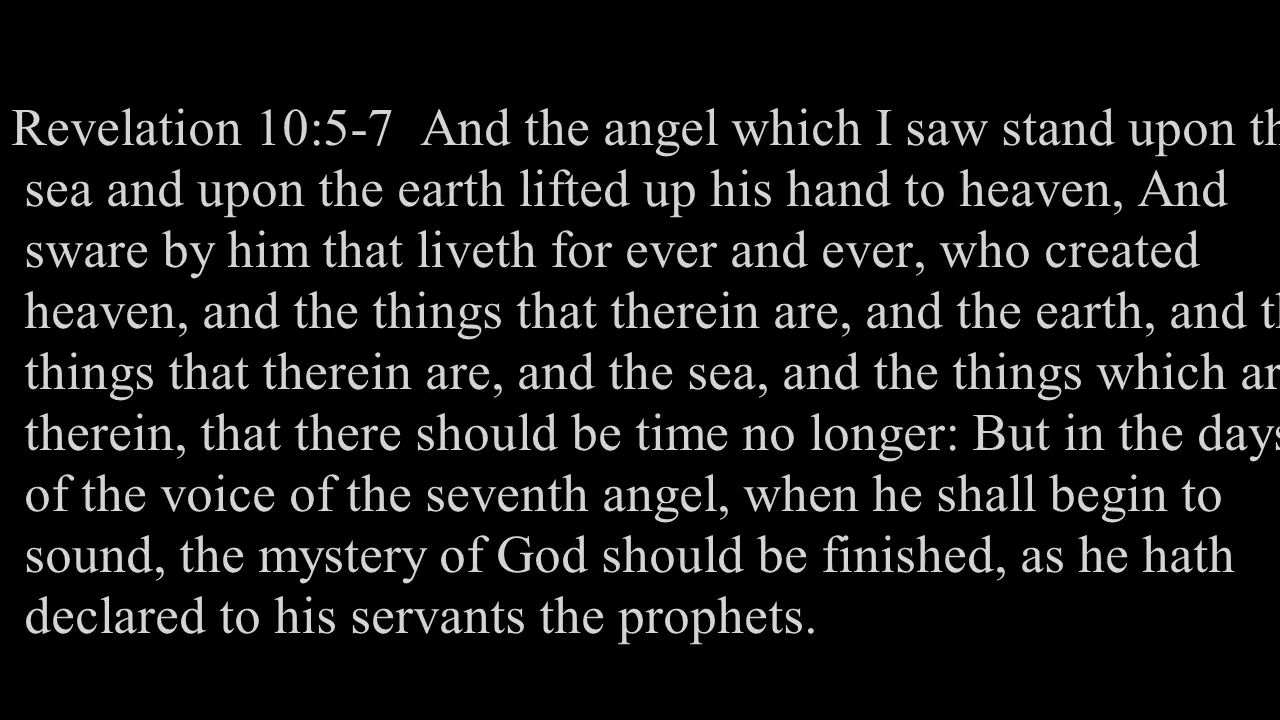 Revelation 10:5-7  And the angel which I saw stand upon th
sea and upon the earth lifted up his hand to heaven, And
sware by him that liveth for ever and ever, who created
heaven, and the things that therein are, and the earth, and th
things that therein are, and the sea, and the things which ar
therein, that there should be time no longer: But in the days
of the voice of the seventh angel, when he shall begin to
sound, the mystery of God should be finished, as he hath
declared to his servants the prophets.